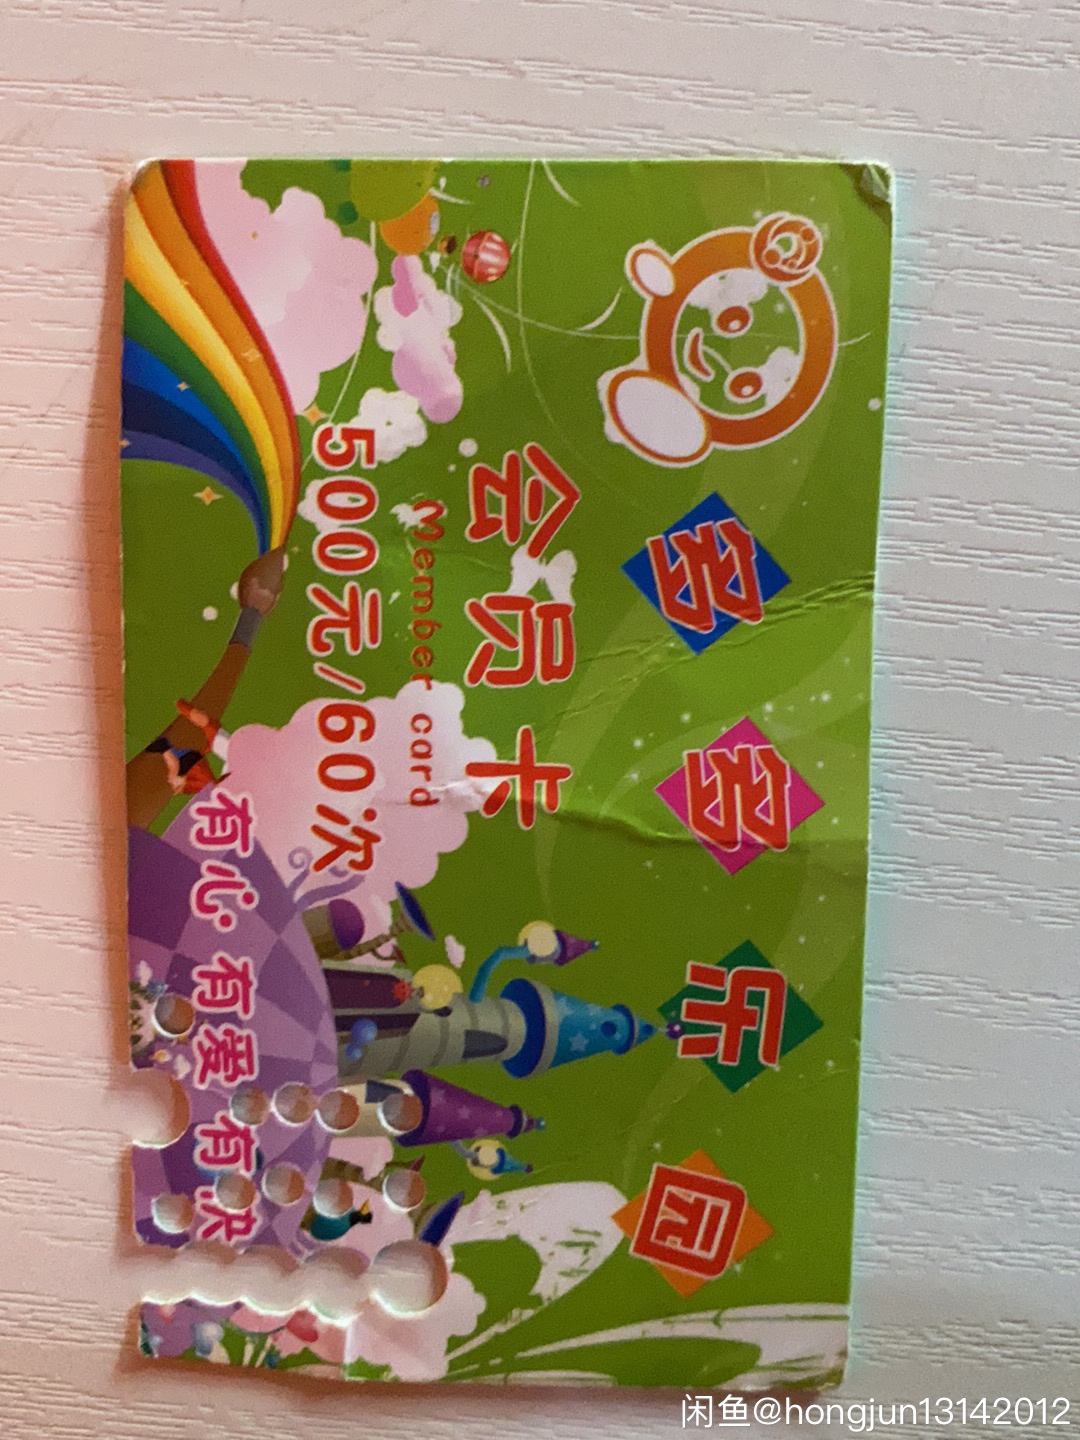 多多乐园
会员卡
Member card
500元/60次
有心 有爱 有
闲鱼@hongjun13142012